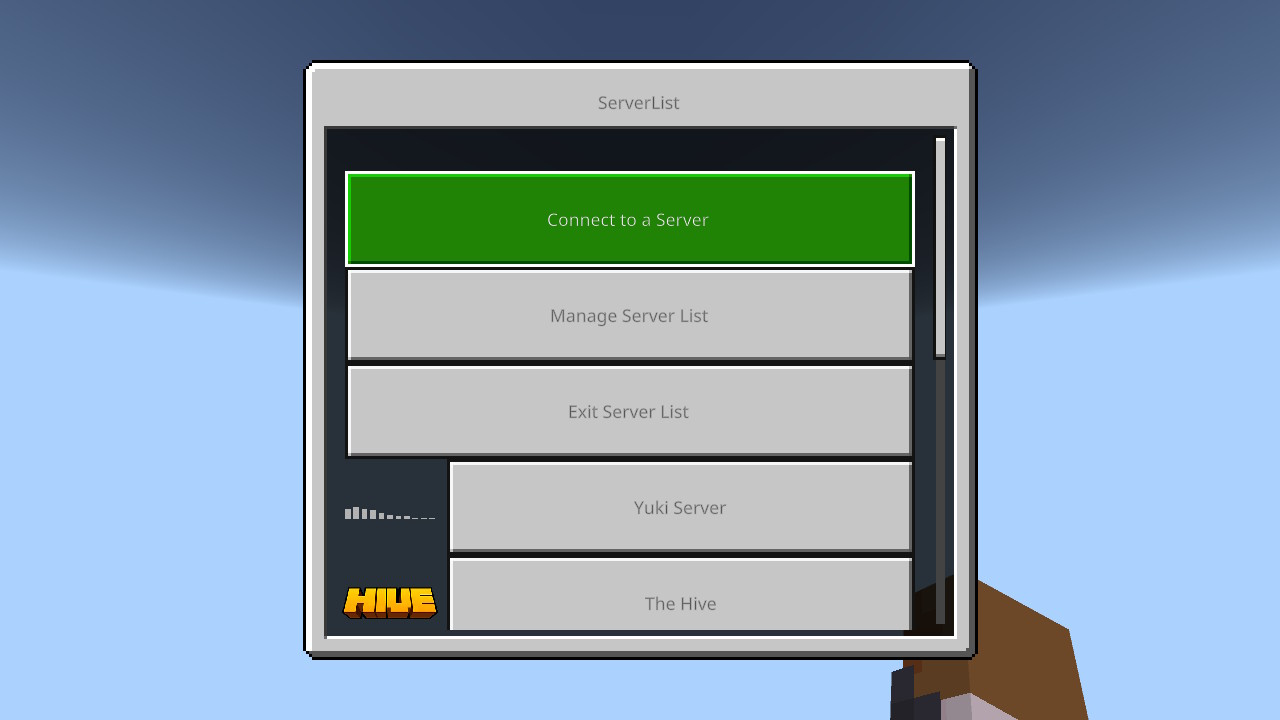 ServerList
Connect to a Server
Manage Server List
Exit Server List
Yuki Server
HIVE
The Hive